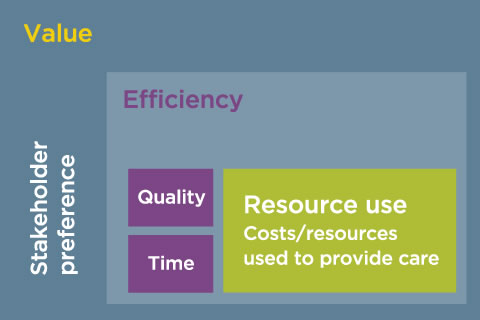 Value
Efficiency
Stakeholder
preference
Quality
Time
Resource use
Costs/resources
used to provide care